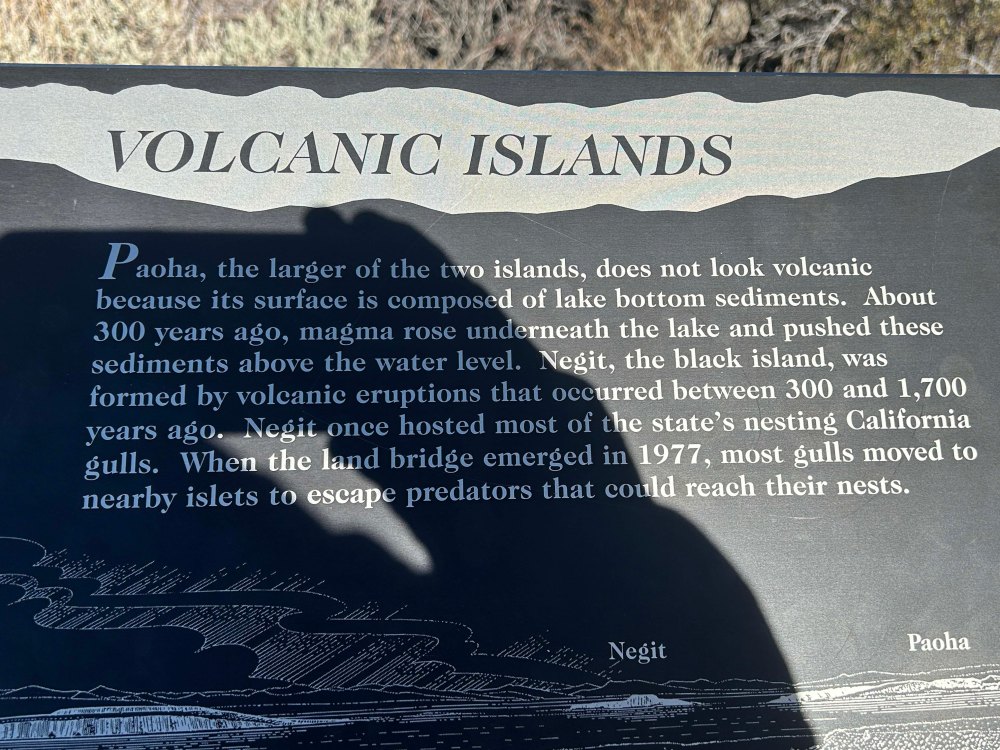 VOLCANIC ISLANDS
Paoha, the larger of the two islands, does not look volcanic
because its surface is composed of lake bottom sediments.  About
300 years ago, magma rose underneath the lake and pushed these
sediments above the water level.  Negit, the black island, was
formed by volcanic eruptions that occurred between 300 and 1,700
years ago.  Negit once hosted most of the state's nesting California
gulls.  When the land bridge emerged in 1977, most gulls moved to
nearby islets to escape predators that could reach their nests.
Negit
Paoha